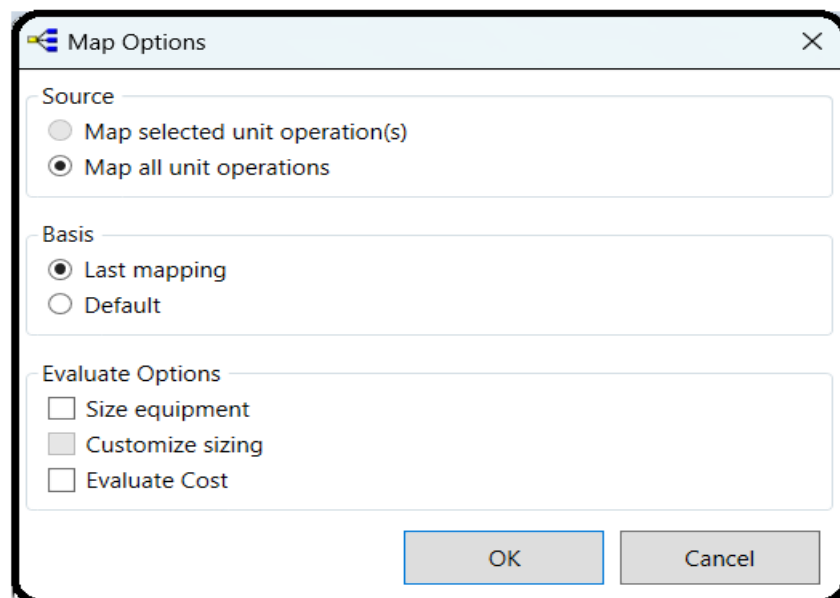 Map Options
Source
Map selected unit operation(s)
Map all unit operations
Basis
Last mapping
Default
Evaluate Options
Size equipment
Customize sizing
Evaluate Cost
OK Cancel